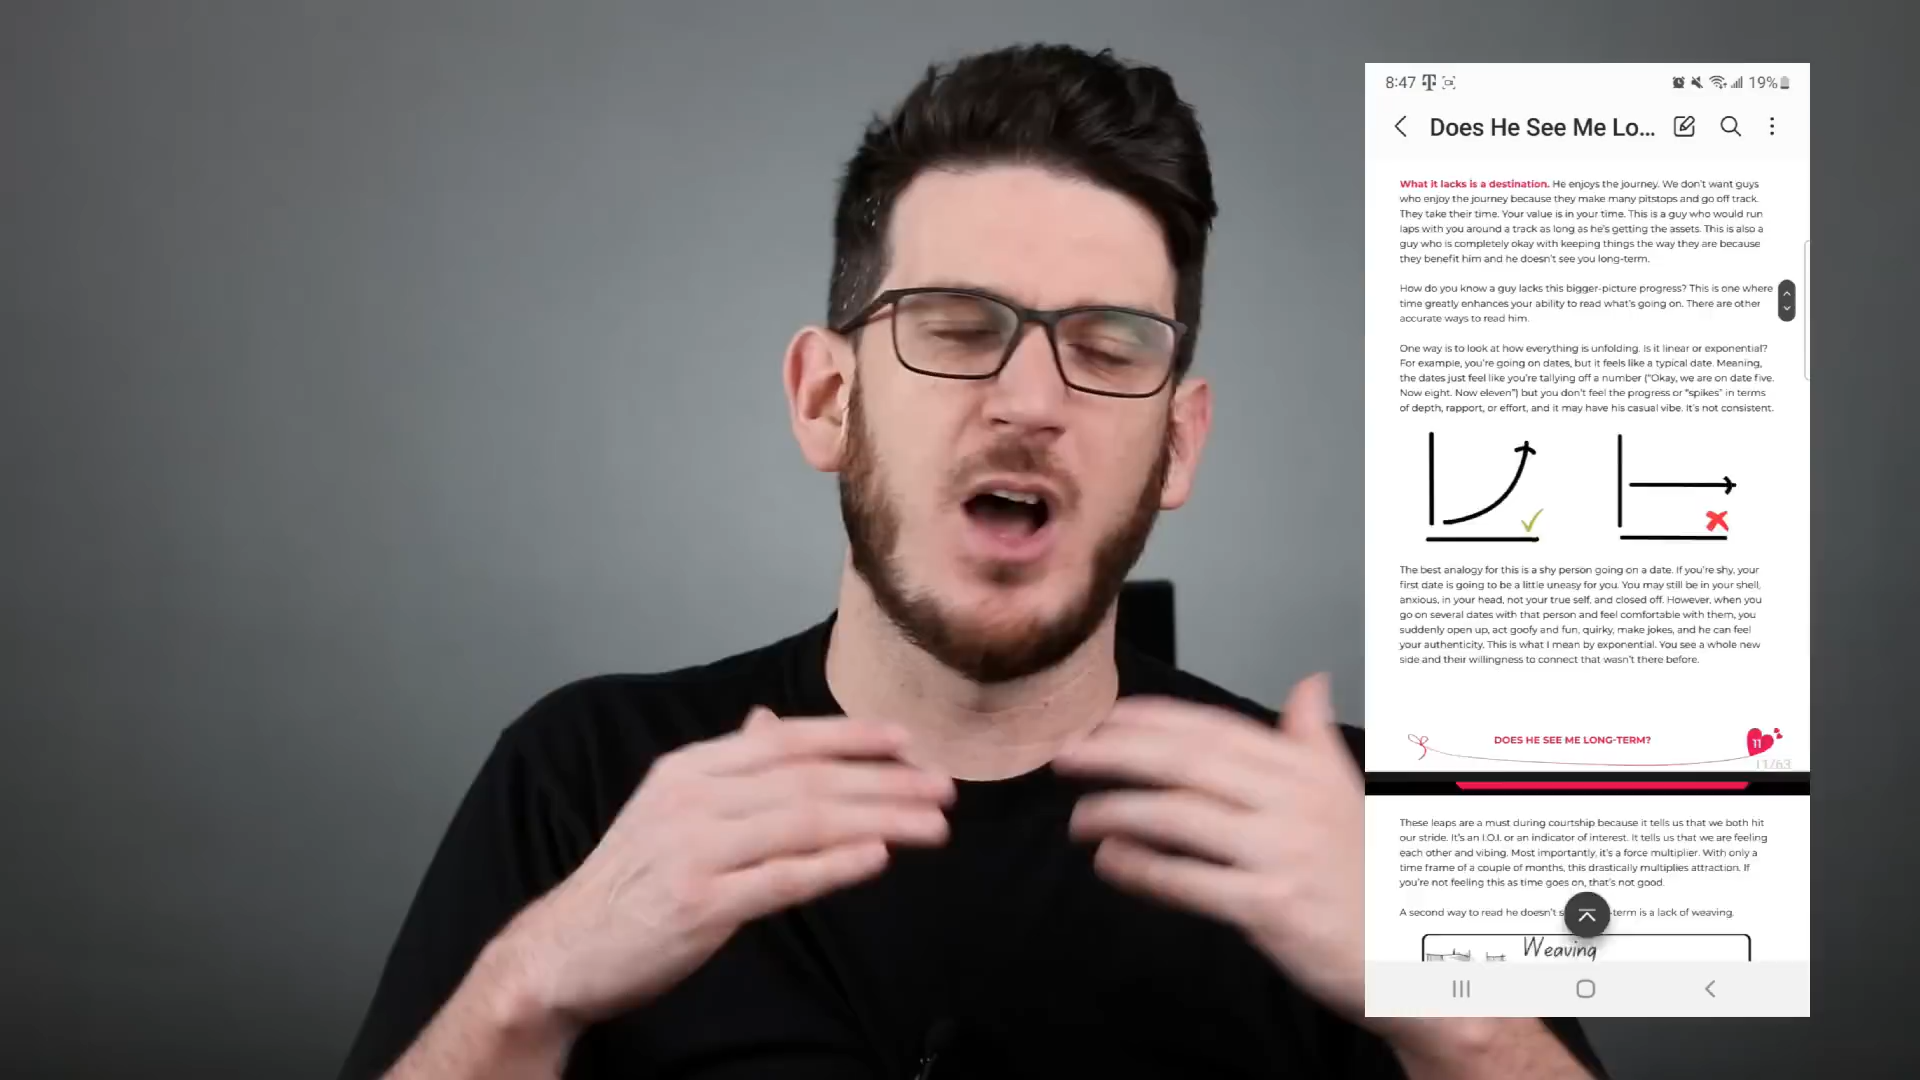 8:47
19%
Does He See Me Lo...
What it lacks is a destination. He enjoys the journey. We don't want guys
who enjoy the journey because they make many pitstops and go off track.
They take their time. Your value is in your time. This is a guy who would run
laps with you around a track as long as he's getting the assets. This is also a
guy who is completely okay with keeping things the way they are because
they benefit him and he doesn't see you long-term.
How do you know a guy lacks this bigger-picture progress? This is one where
time greatly enhances your ability to read what's going on. There are other
accurate ways to read him.
One way is to look at how everything is unfolding. Is it linear or exponential?
For example, you're going on dates, but it feels like a typical date. Meaning,
the dates just feel like you're tallying off a number ("Okay, we are on date five.
Now eight. Now eleven") but you don't feel the progress or "spikes" in terms
of depth, rapport, or effort, and it may have his casual vibe. It's not consistent.
The best analogy for this is a shy person going on a date. If you're shy, your
first date is going to be a little uneasy for you. You may still be in your shell,
anxious, in your head, not your true self, and closed off. However, when you
go on several dates with that person and feel comfortable with them, you
suddenly open up, act goofy and fun, quirky, make jokes, and he can feel
your authenticity. This is what I mean by exponential. You see a whole new
side and their willingness to connect that wasn't there before.
DOES HE SEE ME LONG-TERM?
11
11/63
These leaps are a must during courtship because it tells us that we both hit
our stride. It's an I.O.I. or an indicator of interest. It tells us that we are feeling
each other and vibing. Most importantly, it's a force multiplier. With only a
time frame of a couple of months, this drastically multiplies attraction. If
you're not feeling this as time goes on, that's not good.
A second way to read he doesn't s -term is a lack of weaving.
Weaving